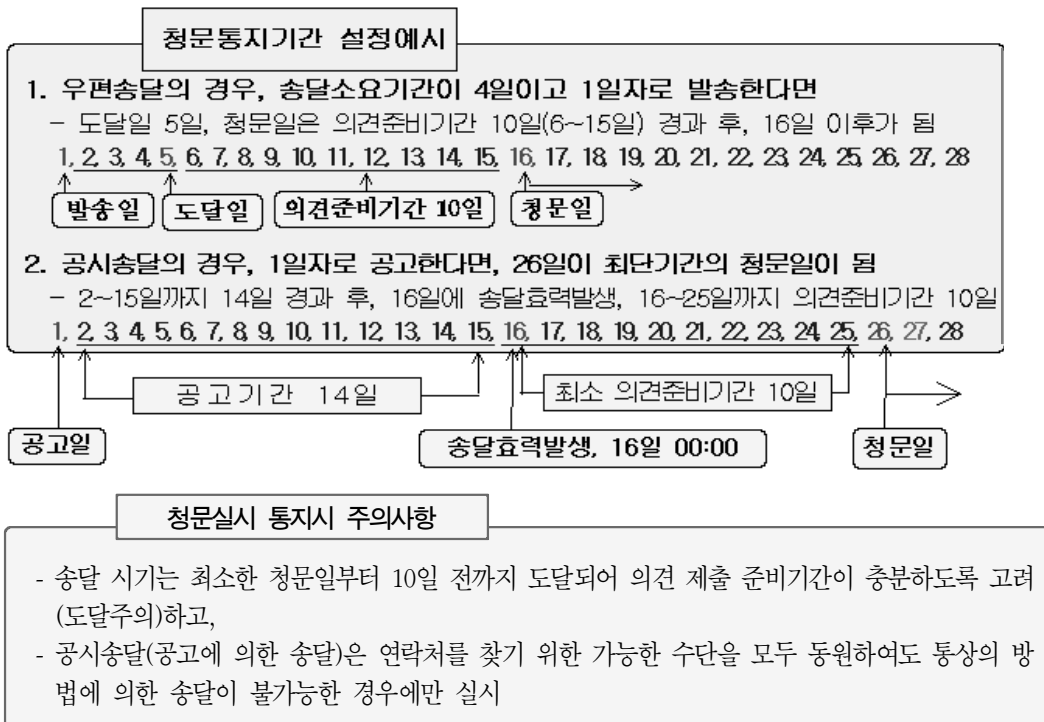 청문통지기간 설정예시
1. 우편송달의 경우, 송달소요기간이 4일이고 1일자로 발송한다면
- 도달일 5일, 청문일은 의견준비기간 10일(6~15일) 경과 후, 16일 이후가 됨
1, 2, 3, 4, 5, 6, 7, 8, 9, 10, 11, 12, 13, 14, 15, 16, 17, 18, 19, 20, 21, 22, 23, 24, 25, 26, 27, 28
발송일 도달일 의견준비기간 10일 청문일
2. 공시송달의 경우, 1일자로 공고한다면, 26일이 최단기간의 청문일이 됨
- 2~15일까지 14일 경과 후, 16일에 송달효력발생, 16~25일까지 의견준비기간 10일
1, 2, 3, 4, 5, 6, 7, 8, 9, 10, 11, 12, 13, 14, 15, 16, 17, 18, 19, 20, 21, 22, 23, 24, 25, 26, 27, 28
공고기간 14일 최소 의견준비기간 10일
공고일 송달효력발생, 16일 00:00 청문일
청문실시 통지시 주의사항
- 송달 시기는 최소한 청문일부터 10일 전까지 도달되어 의견 제출 준비기간이 충분하도록 고려
(도달주의)하고,
- 공시송달(공고에 의한 송달)은 연락처를 찾기 위한 가능한 수단을 모두 동원하여도 통상의 방
법에 의한 송달이 불가능한 경우에만 실시